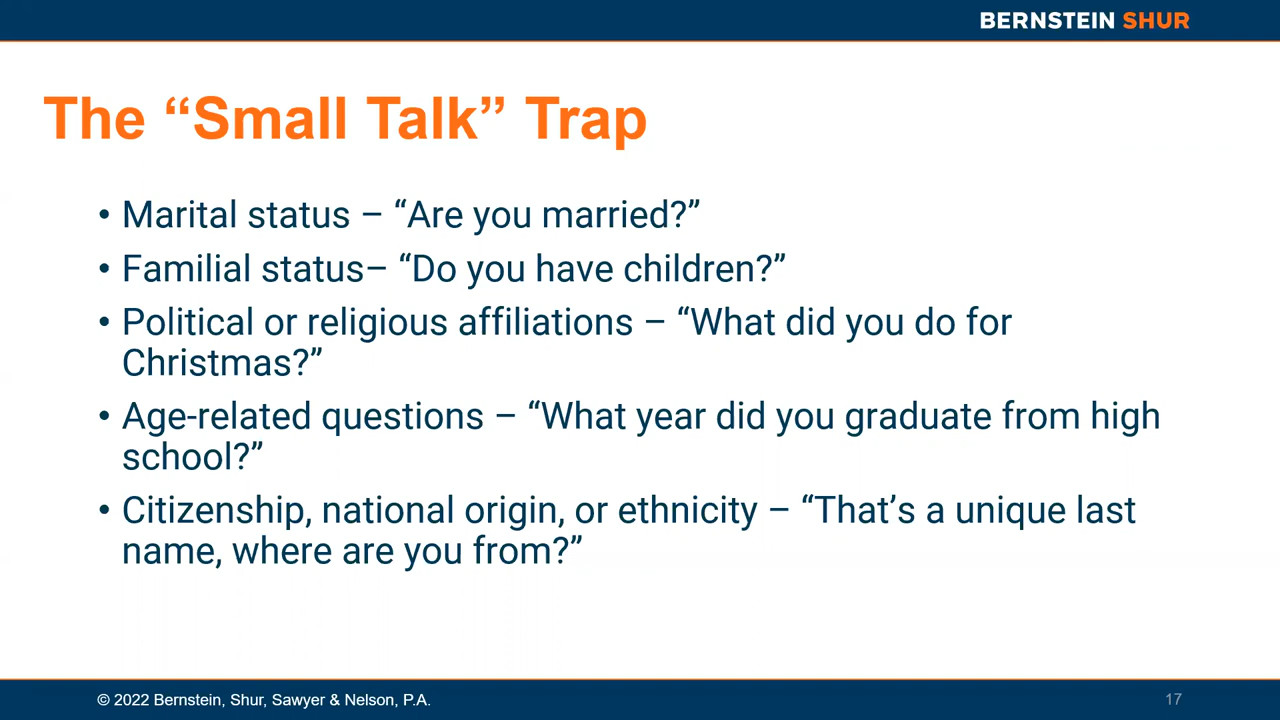 BERNSTEIN SHUR
The “Small Talk” Trap
• Marital status – “Are you married?”
• Familial status– “Do you have children?”
• Political or religious affiliations – “What did you do for
Christmas?”
• Age-related questions – “What year did you graduate from high
school?”
• Citizenship, national origin, or ethnicity – “That’s a unique last
name, where are you from?”
© 2022 Bernstein, Shur, Sawyer & Nelson, P.A.
17